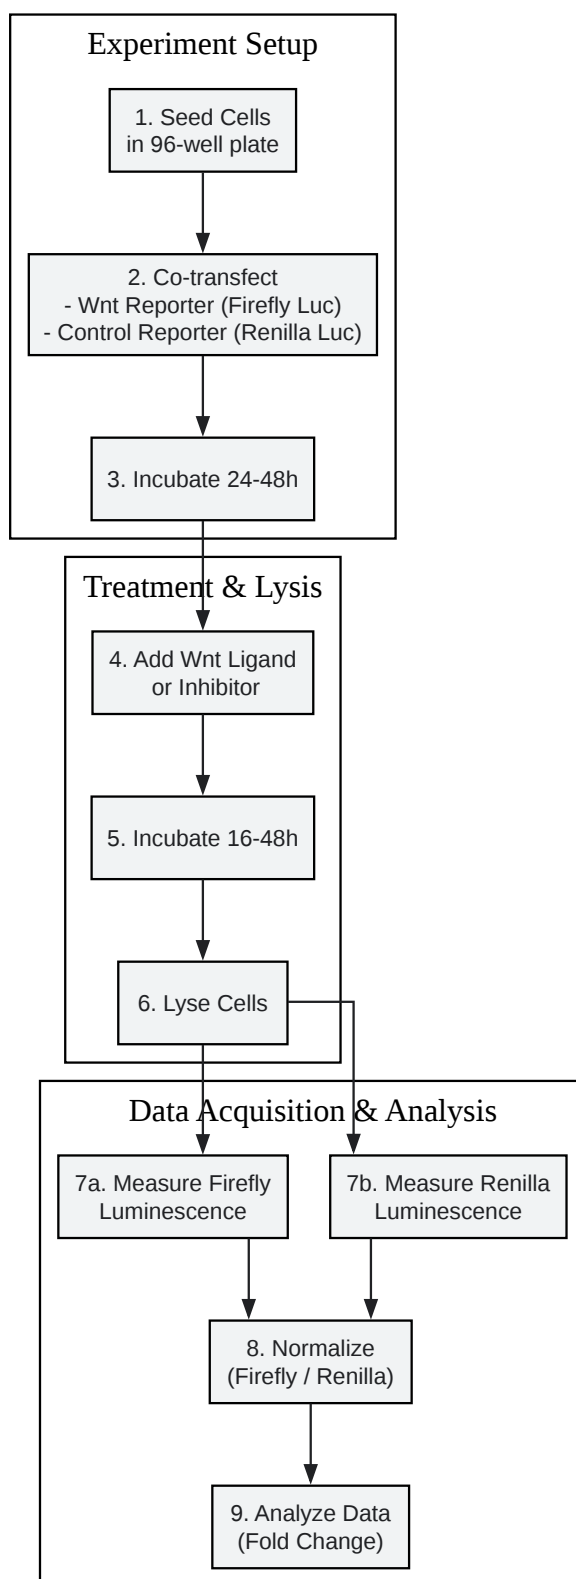 Experiment Setup
1. Seed Cells
in 96-well plate
2. Co-transfect
- Wnt Reporter (Firefly Luc)
- Control Reporter (Renilla Luc)
3. Incubate 24-48h
Treatment & Lysis
4. Add Wnt Ligand
or Inhibitor
5. Incubate 16-48h
6. Lyse Cells
Data Acquisition & Analysis
7a. Measure Firefly
Luminescence
7b. Measure Renilla
Luminescence
8. Normalize
(Firefly / Renilla)
9. Analyze Data
(Fold Change)